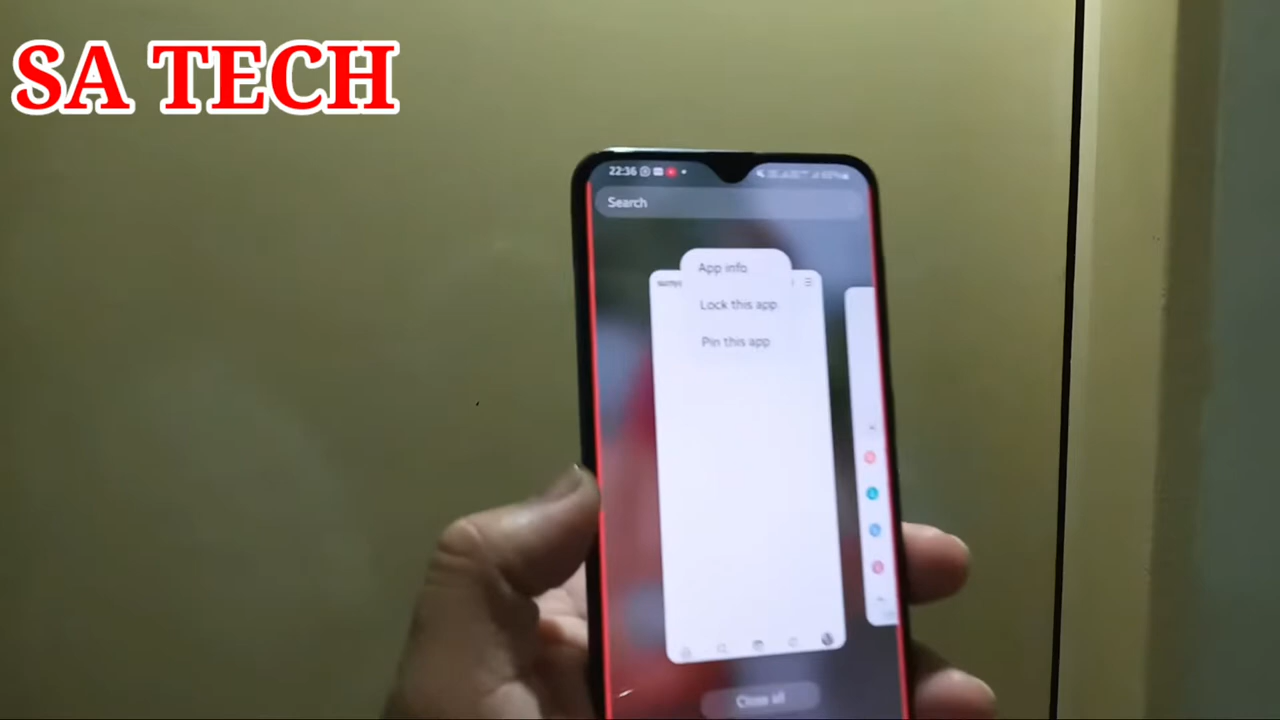 SA TECH
22:36
Search
App info
Lock this app
Pin this app
Close all